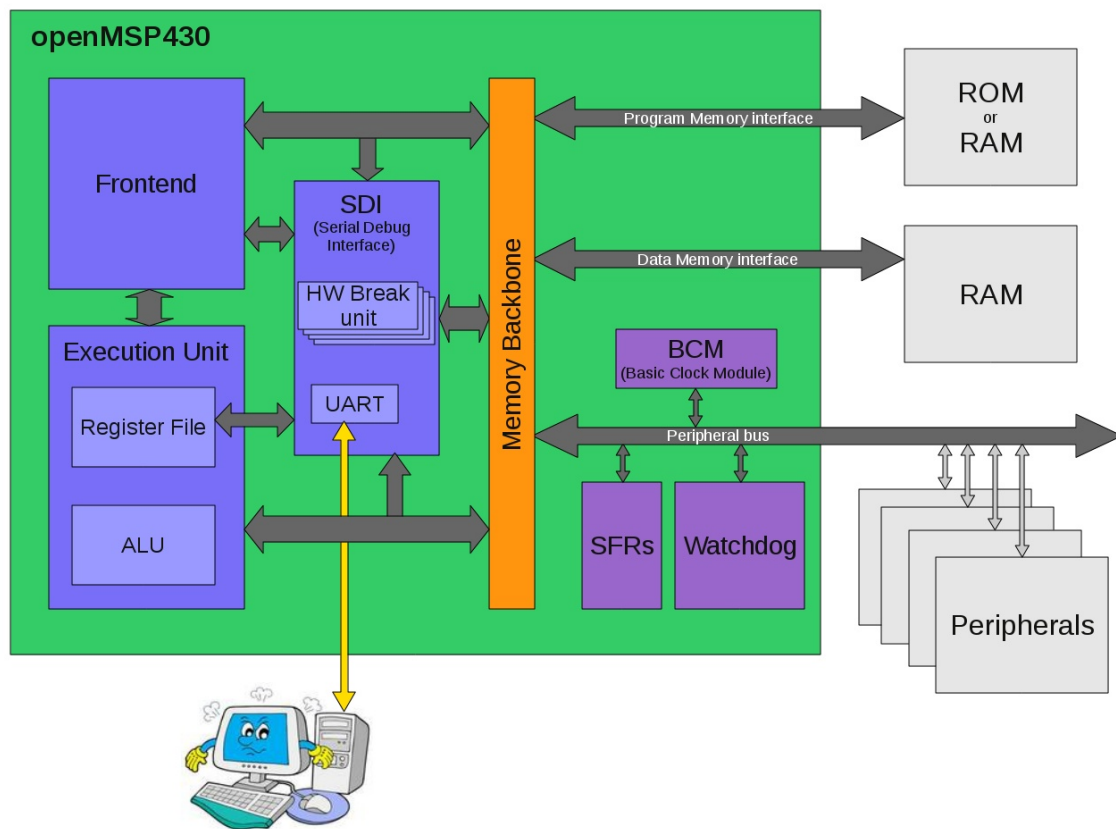 openMSP430
Frontend
SDI
(Serial Debug
Interface)
HW Break
unit
UART
Execution Unit
Register File
ALU
Memory Backbone
Program Memory interface
ROM
or
RAM
Data Memory interface
RAM
BCM
(Basic Clock Module)
Peripheral bus
SFRs
Watchdog
Peripherals